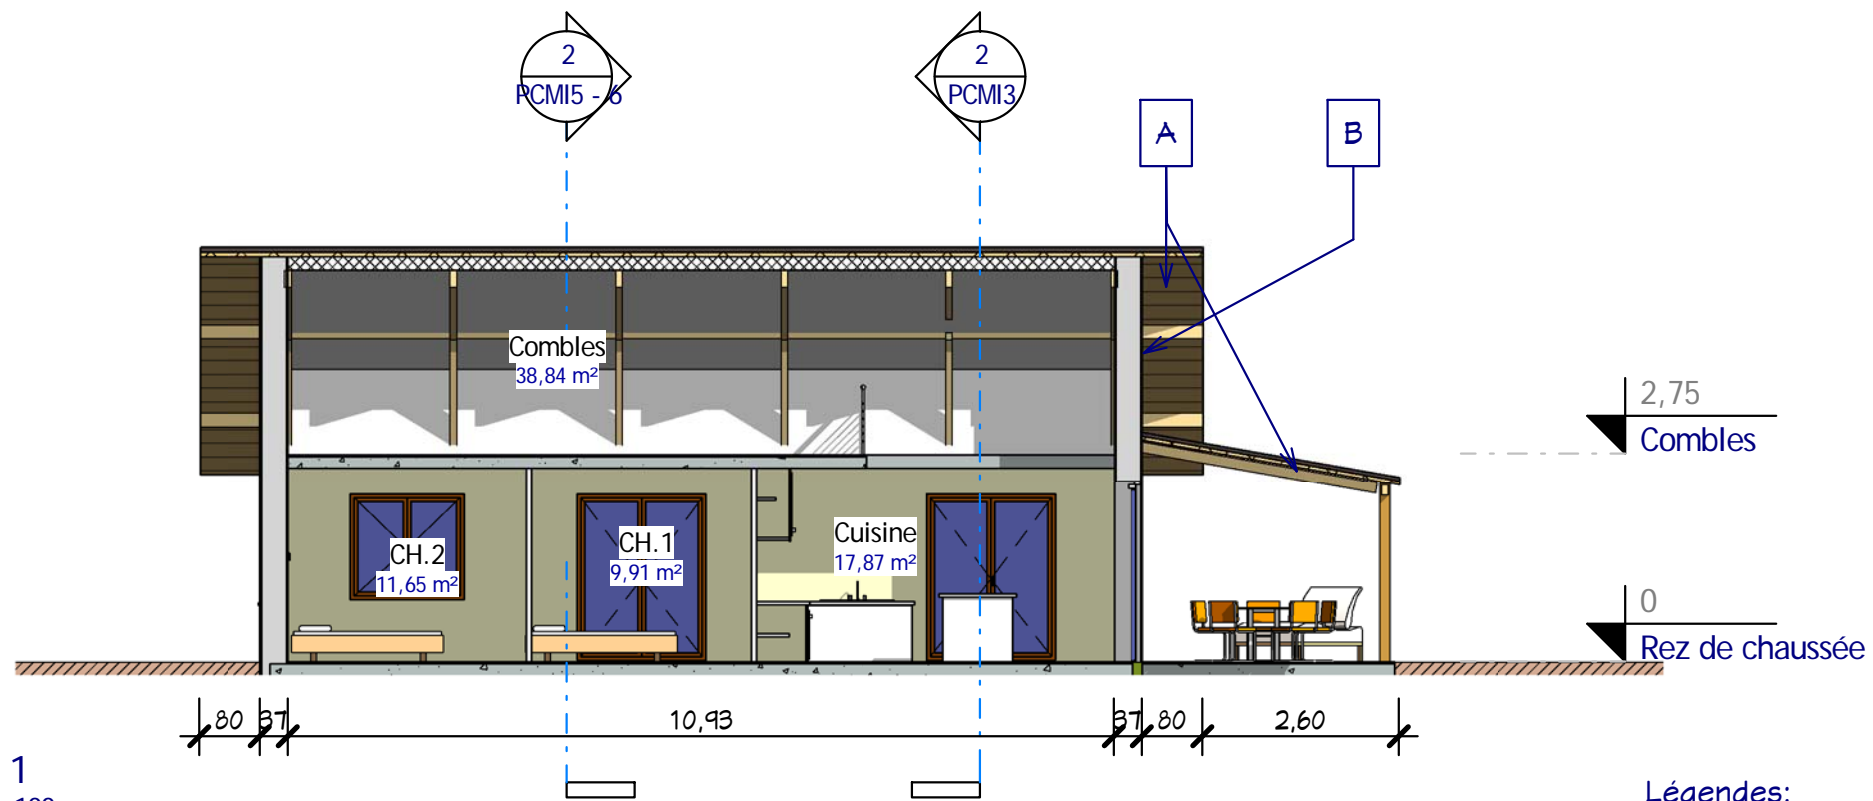 2
PCMI5 - 6
2
PCMI3
A
B
Combles
38,84 m²
2,75
Combles
CH.2
11,65 m²
CH.1
9,91 m²
Cuisine
17,87 m²
0
Rez de chaussée
80 37 10,93 37 80 2,60
1
Légendes: